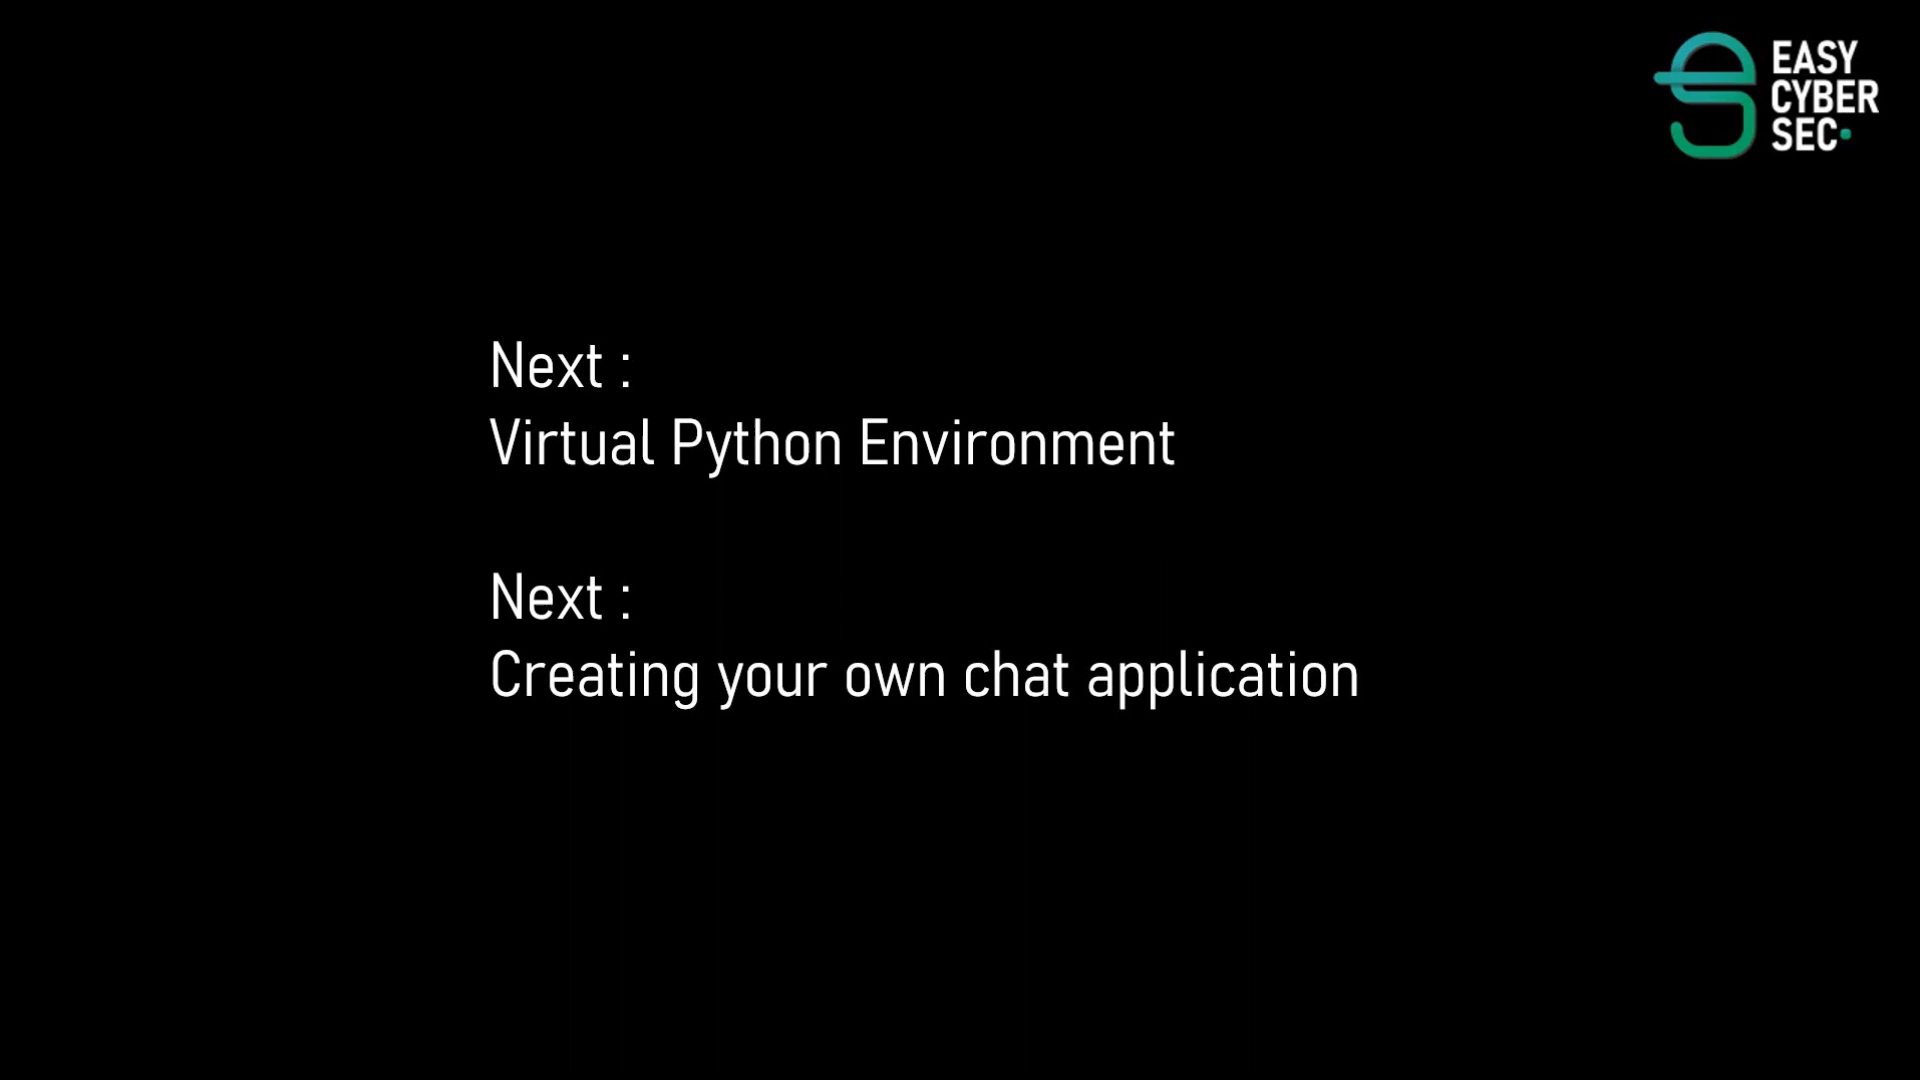 EASY
CYBER
SEC
Next :
Virtual Python Environment
Next :
Creating your own chat application